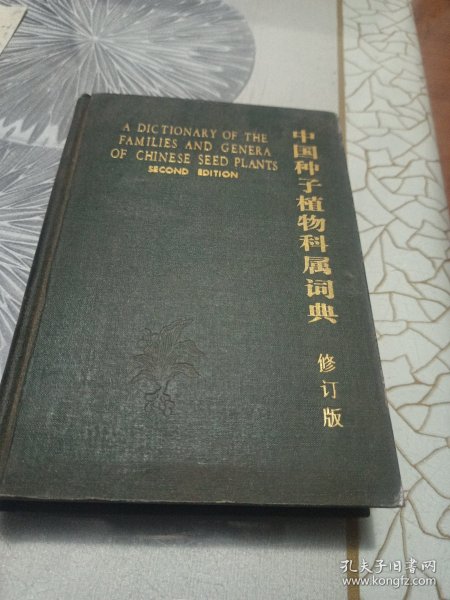 A DICTIONARY OF THE
FAMILIES AND GENERA
OF CHINESE SEED PLANTS
SECOND EDITION
中国种子植物科属词典
修订版
孔夫子旧书网
www.kongfz.com